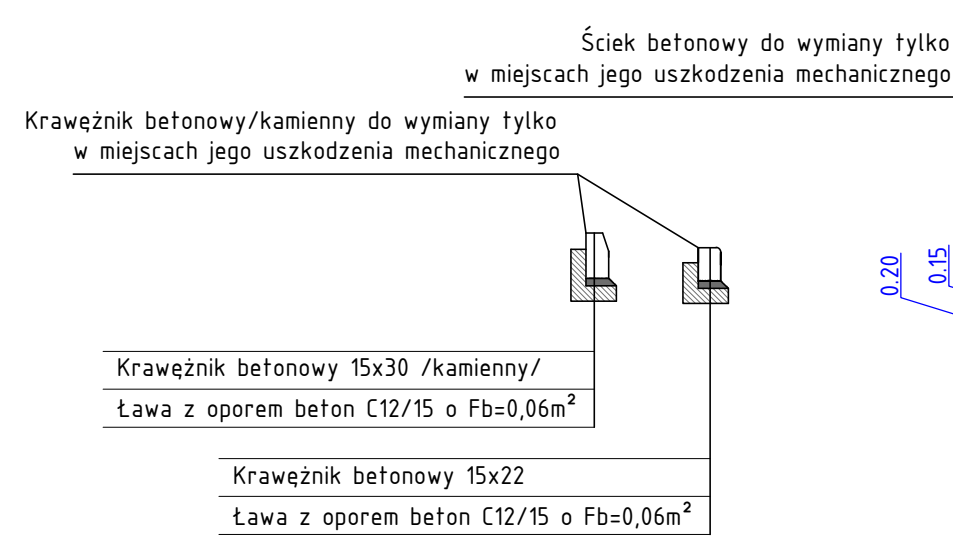 Ściek betonowy do wymiany tylko
w miejscach jego uszkodzenia mechanicznego
Krawężnik betonowy/kamienny do wymiany tylko
w miejscach jego uszkodzenia mechanicznego
0.20
0.15
Krawężnik betonowy 15x30 /kamienny/
Ława z oporem beton C12/15 o Fb=0,06m²
Krawężnik betonowy 15x22
Ława z oporem beton C12/15 o Fb=0,06m²